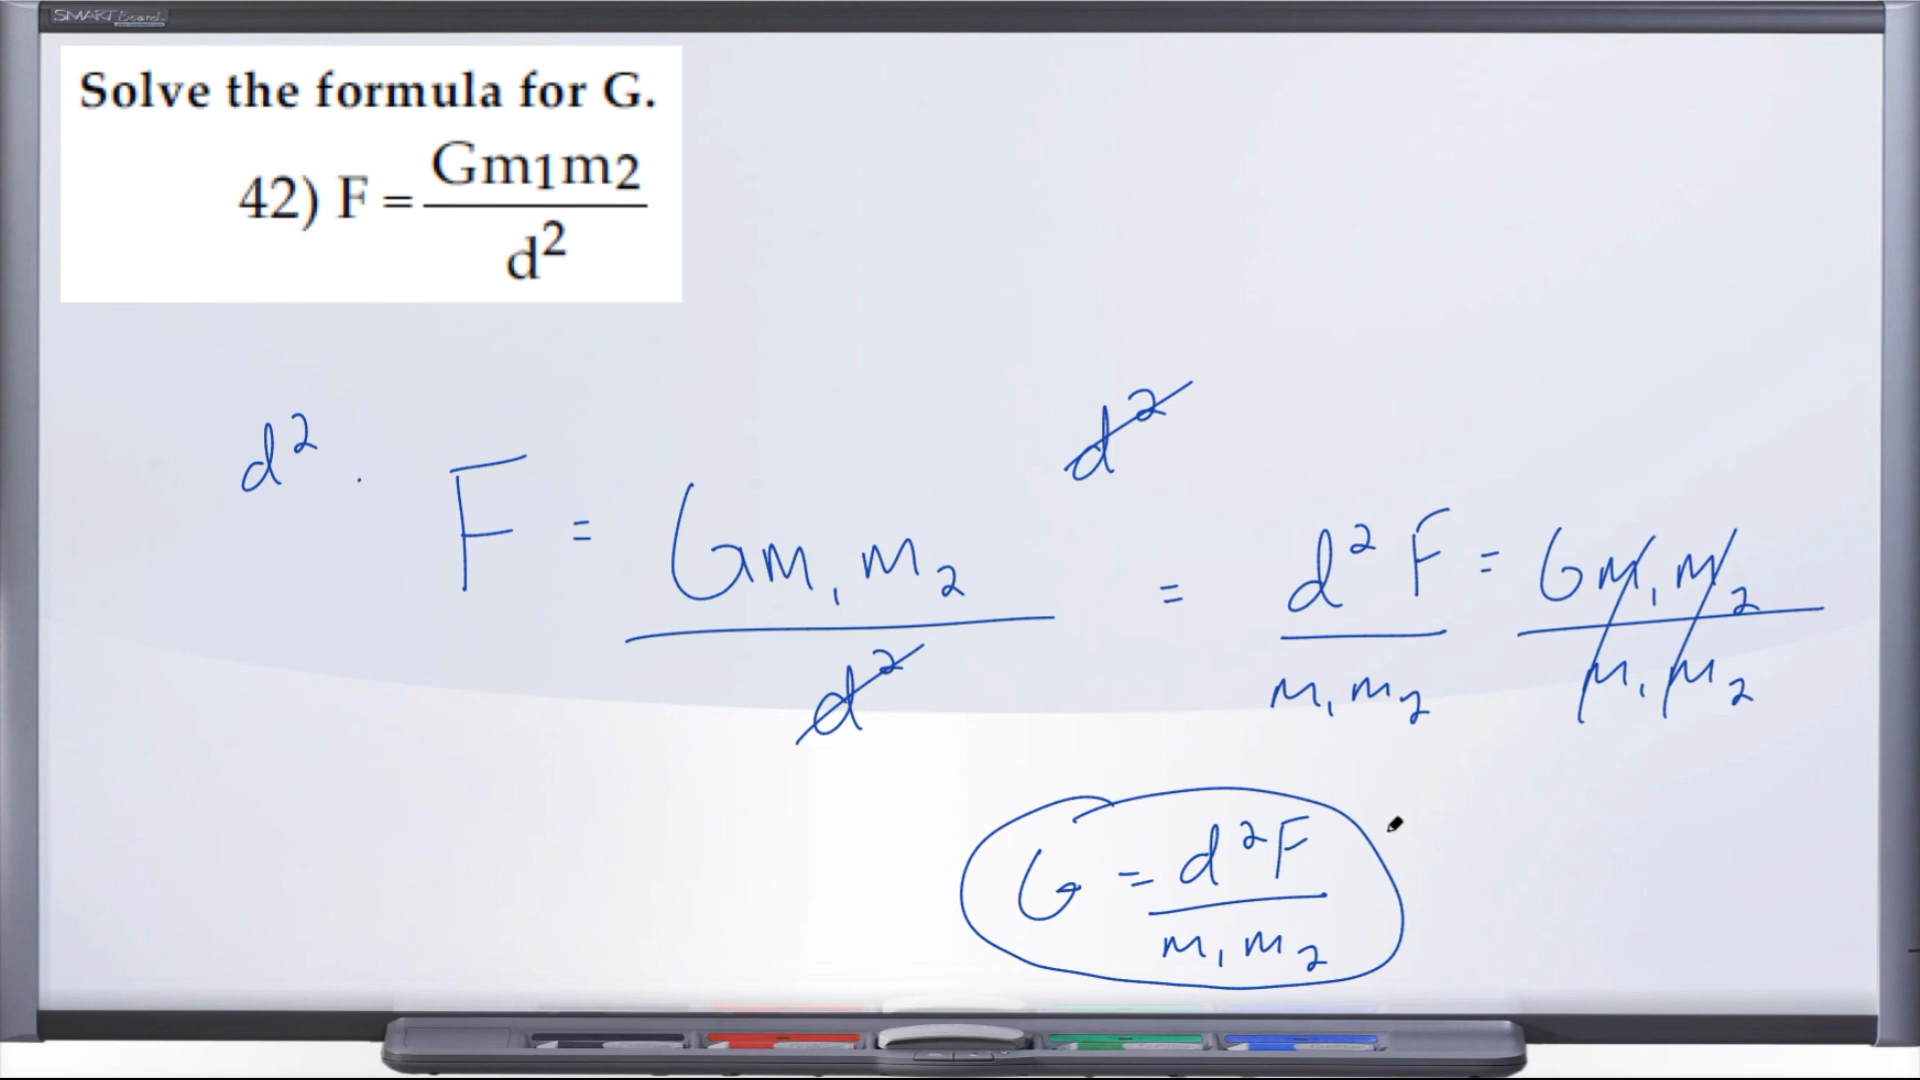 SMART Board
Solve the formula for G.
42) F = Gm₁m₂ / d²
d² · F = Gm₁m₂ / d² d² = d²F / m₁m₂ = Gm₁m₂ / m₁m₂
G = d²F / m₁m₂